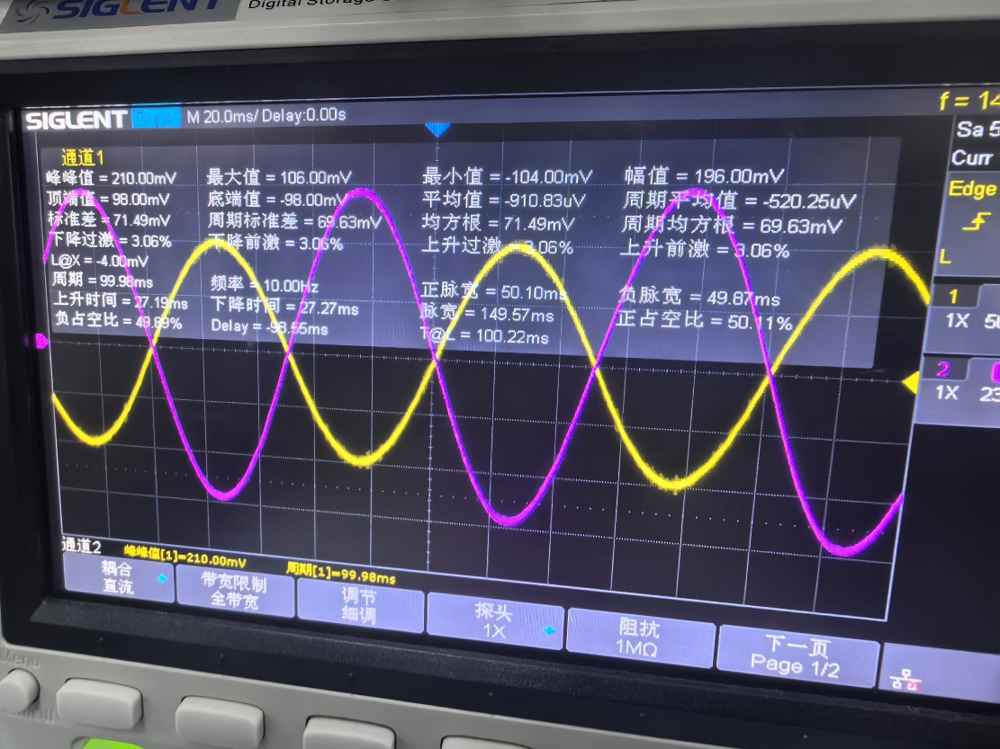 SIGLENT
Digital Storage
SIGLENT Trig'd M 20.0ms/ Delay:0.00s
f = 14
Sa 5
Curr
Edge
L
通道1
峰峰值 = 210.00mV 最大值 = 106.00mV 最小值 = -104.00mV 幅值 = 196.00mV
顶端值 = 98.00mV 底端值 = -98.00mV 平均值 = -910.83uV 周期平均值 = -520.25uV
标准差 = 71.49mV 周期标准差 = 69.63mV 均方根 = 71.49mV 周期均方根 = 69.63mV
下降过激 = 3.06% 下降前激 = 3.06% 上升过激 = 3.06% 上升前激 = 3.06%
L@X = -4.00mV
周期 = 99.98ms 频率 = 10.00Hz 正脉宽 = 50.10ms 负脉宽 = 49.87ms
上升时间 = 27.19ms 下降时间 = 27.27ms 脉宽 = 149.57ms 正占空比 = 50.11%
负占空比 = 49.89% Delay = -98.55ms T@L = 100.22ms
1
1X 50
2
1X 23
通道2 峰峰值[1]=210.00mV 周期[1]=99.98ms
耦合
直流
带宽限制
全带宽
调节
细调
探头
1X
阻抗
1MΩ
下一页
Page 1/2